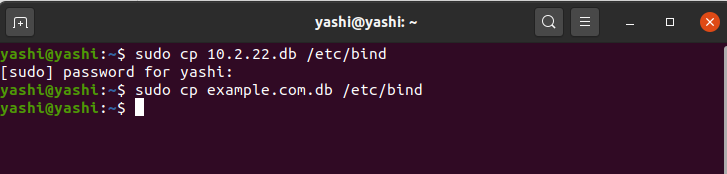 yashi@yashi: ~
yashi@yashi:~$ sudo cp 10.2.22.db /etc/bind
[sudo] password for yashi:
yashi@yashi:~$ sudo cp example.com.db /etc/bind
yashi@yashi:~$